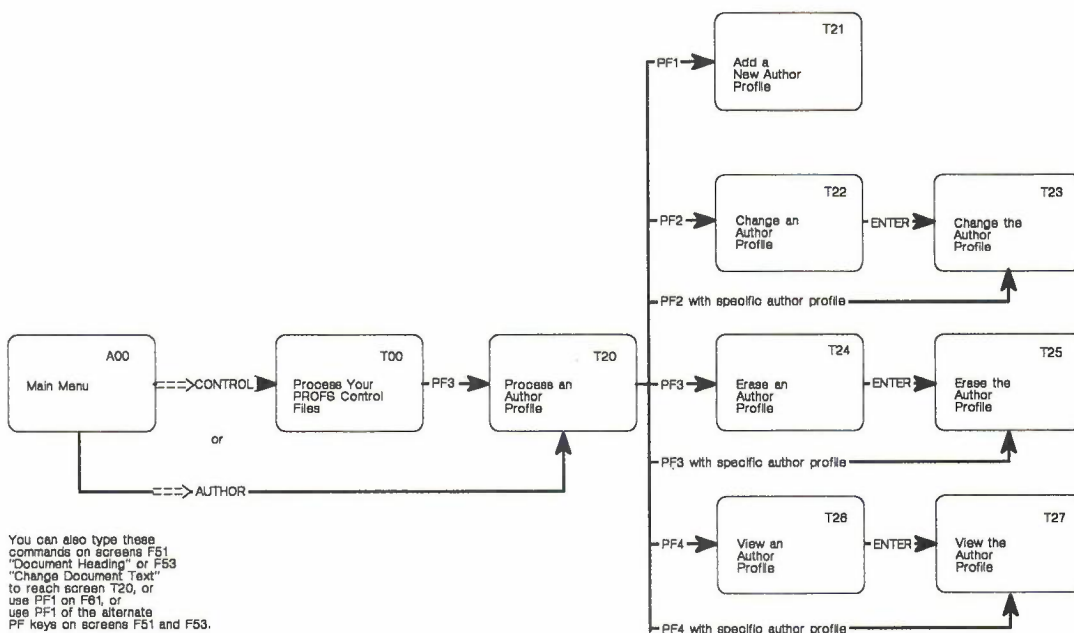 T21
PF1
Add a
New Author
Profile
T22
T23
PF2
Change an
Author
Profile
ENTER
Change the
Author
Profile
PF2 with specific author profile
A00
T00
T20
T24
T25
Main Menu
CONTROL
Process Your
PROFS Control
Files
PF3
Process an
Author
Profile
PF3
Erase an
Author
Profile
ENTER
Erase the
Author
Profile
or
PF3 with specific author profile
AUTHOR
T26
T27
PF4
View an
Author
Profile
ENTER
View the
Author
Profile
PF4 with specific author profile
You can also type these
commands on screens F51
"Document Heading" or F53
"Change Document Text"
to reach screen T20, or
use PF1 on F61, or
use PF1 of the alternate
PF keys on screens F51 and F53.